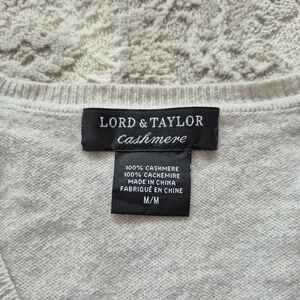 LORD & TAYLOR
Cashmere
100% CASHMERE
100% CACHEMIRE
MADE IN CHINA
FABRIQUÉ EN CHINE
M/M